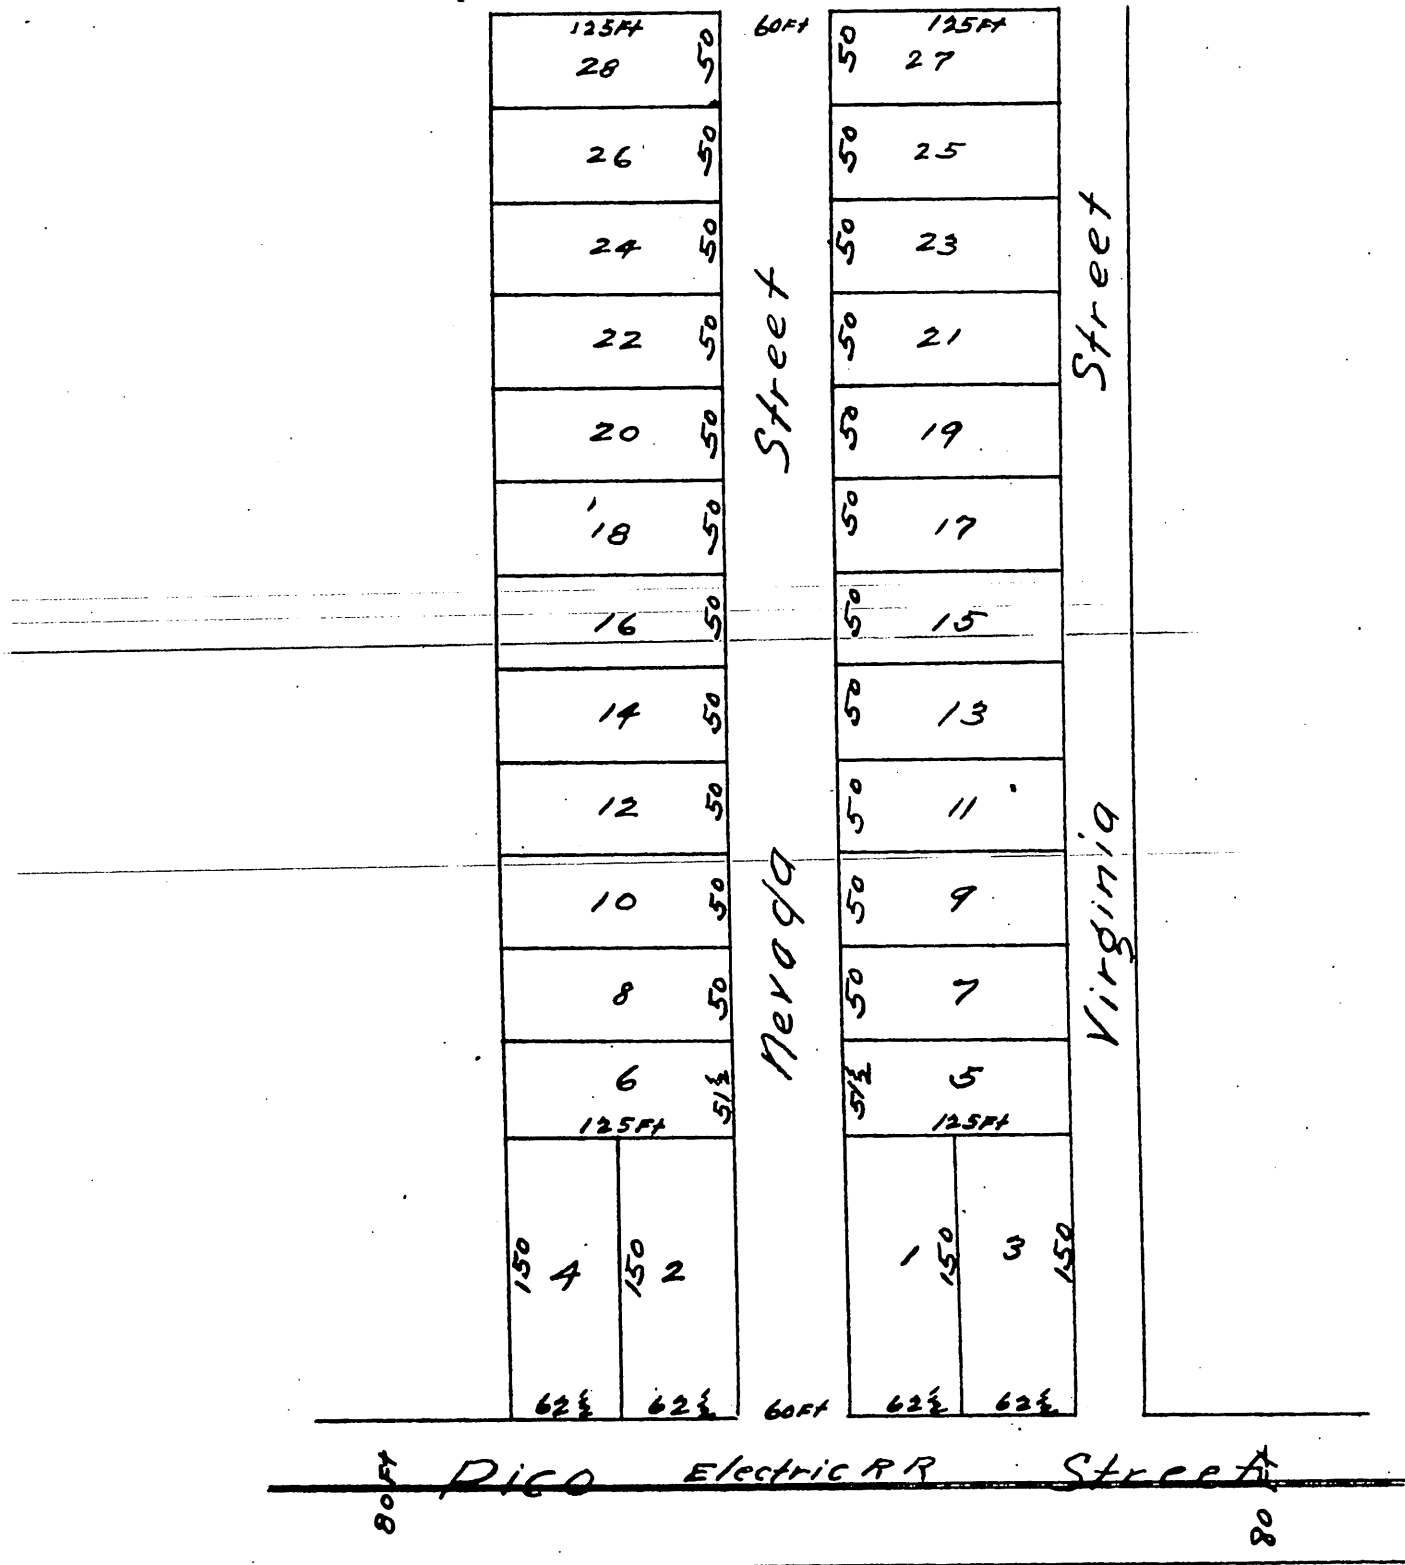 125Ft 60Ft 125Ft
28 50 50 27
26 50 50 25
24 50 50 23
22 50 50 21
20 50 50 19
18 50 50 17
16 50 50 15
14 50 50 13
12 50 50 11
10 50 50 9
8 50 50 7
6 51½ 51½ 5
125Ft 125Ft
150 4 150 2 1 150 3 150
62½ 62½ 60Ft 62½ 62½
Nevada Street
Virginia Street
Pico Electric RR Street
80Ft 80Ft